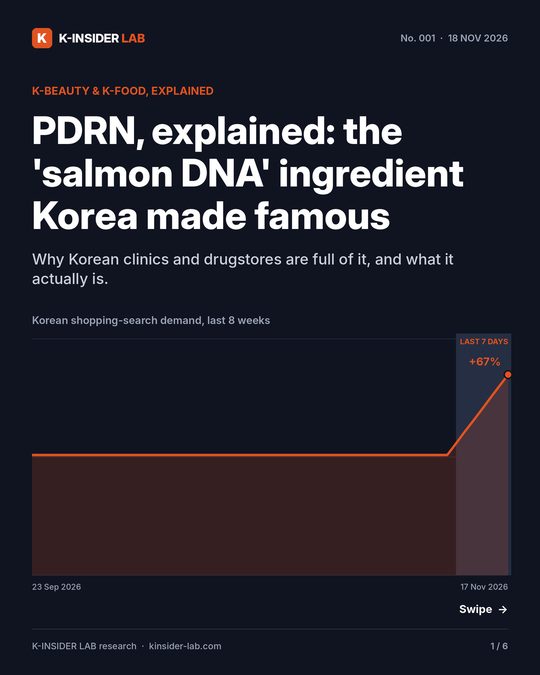 K K-INSIDER LAB
No. 001 · 18 NOV 2026
K-BEAUTY & K-FOOD, EXPLAINED
PDRN, explained: the
'salmon DNA' ingredient
Korea made famous
Why Korean clinics and drugstores are full of it, and what it
actually is.
Korean shopping-search demand, last 8 weeks
LAST 7 DAYS
+67%
23 Sep 2026
17 Nov 2026
Swipe →
K-INSIDER LAB research · kinsider-lab.com
1 / 6